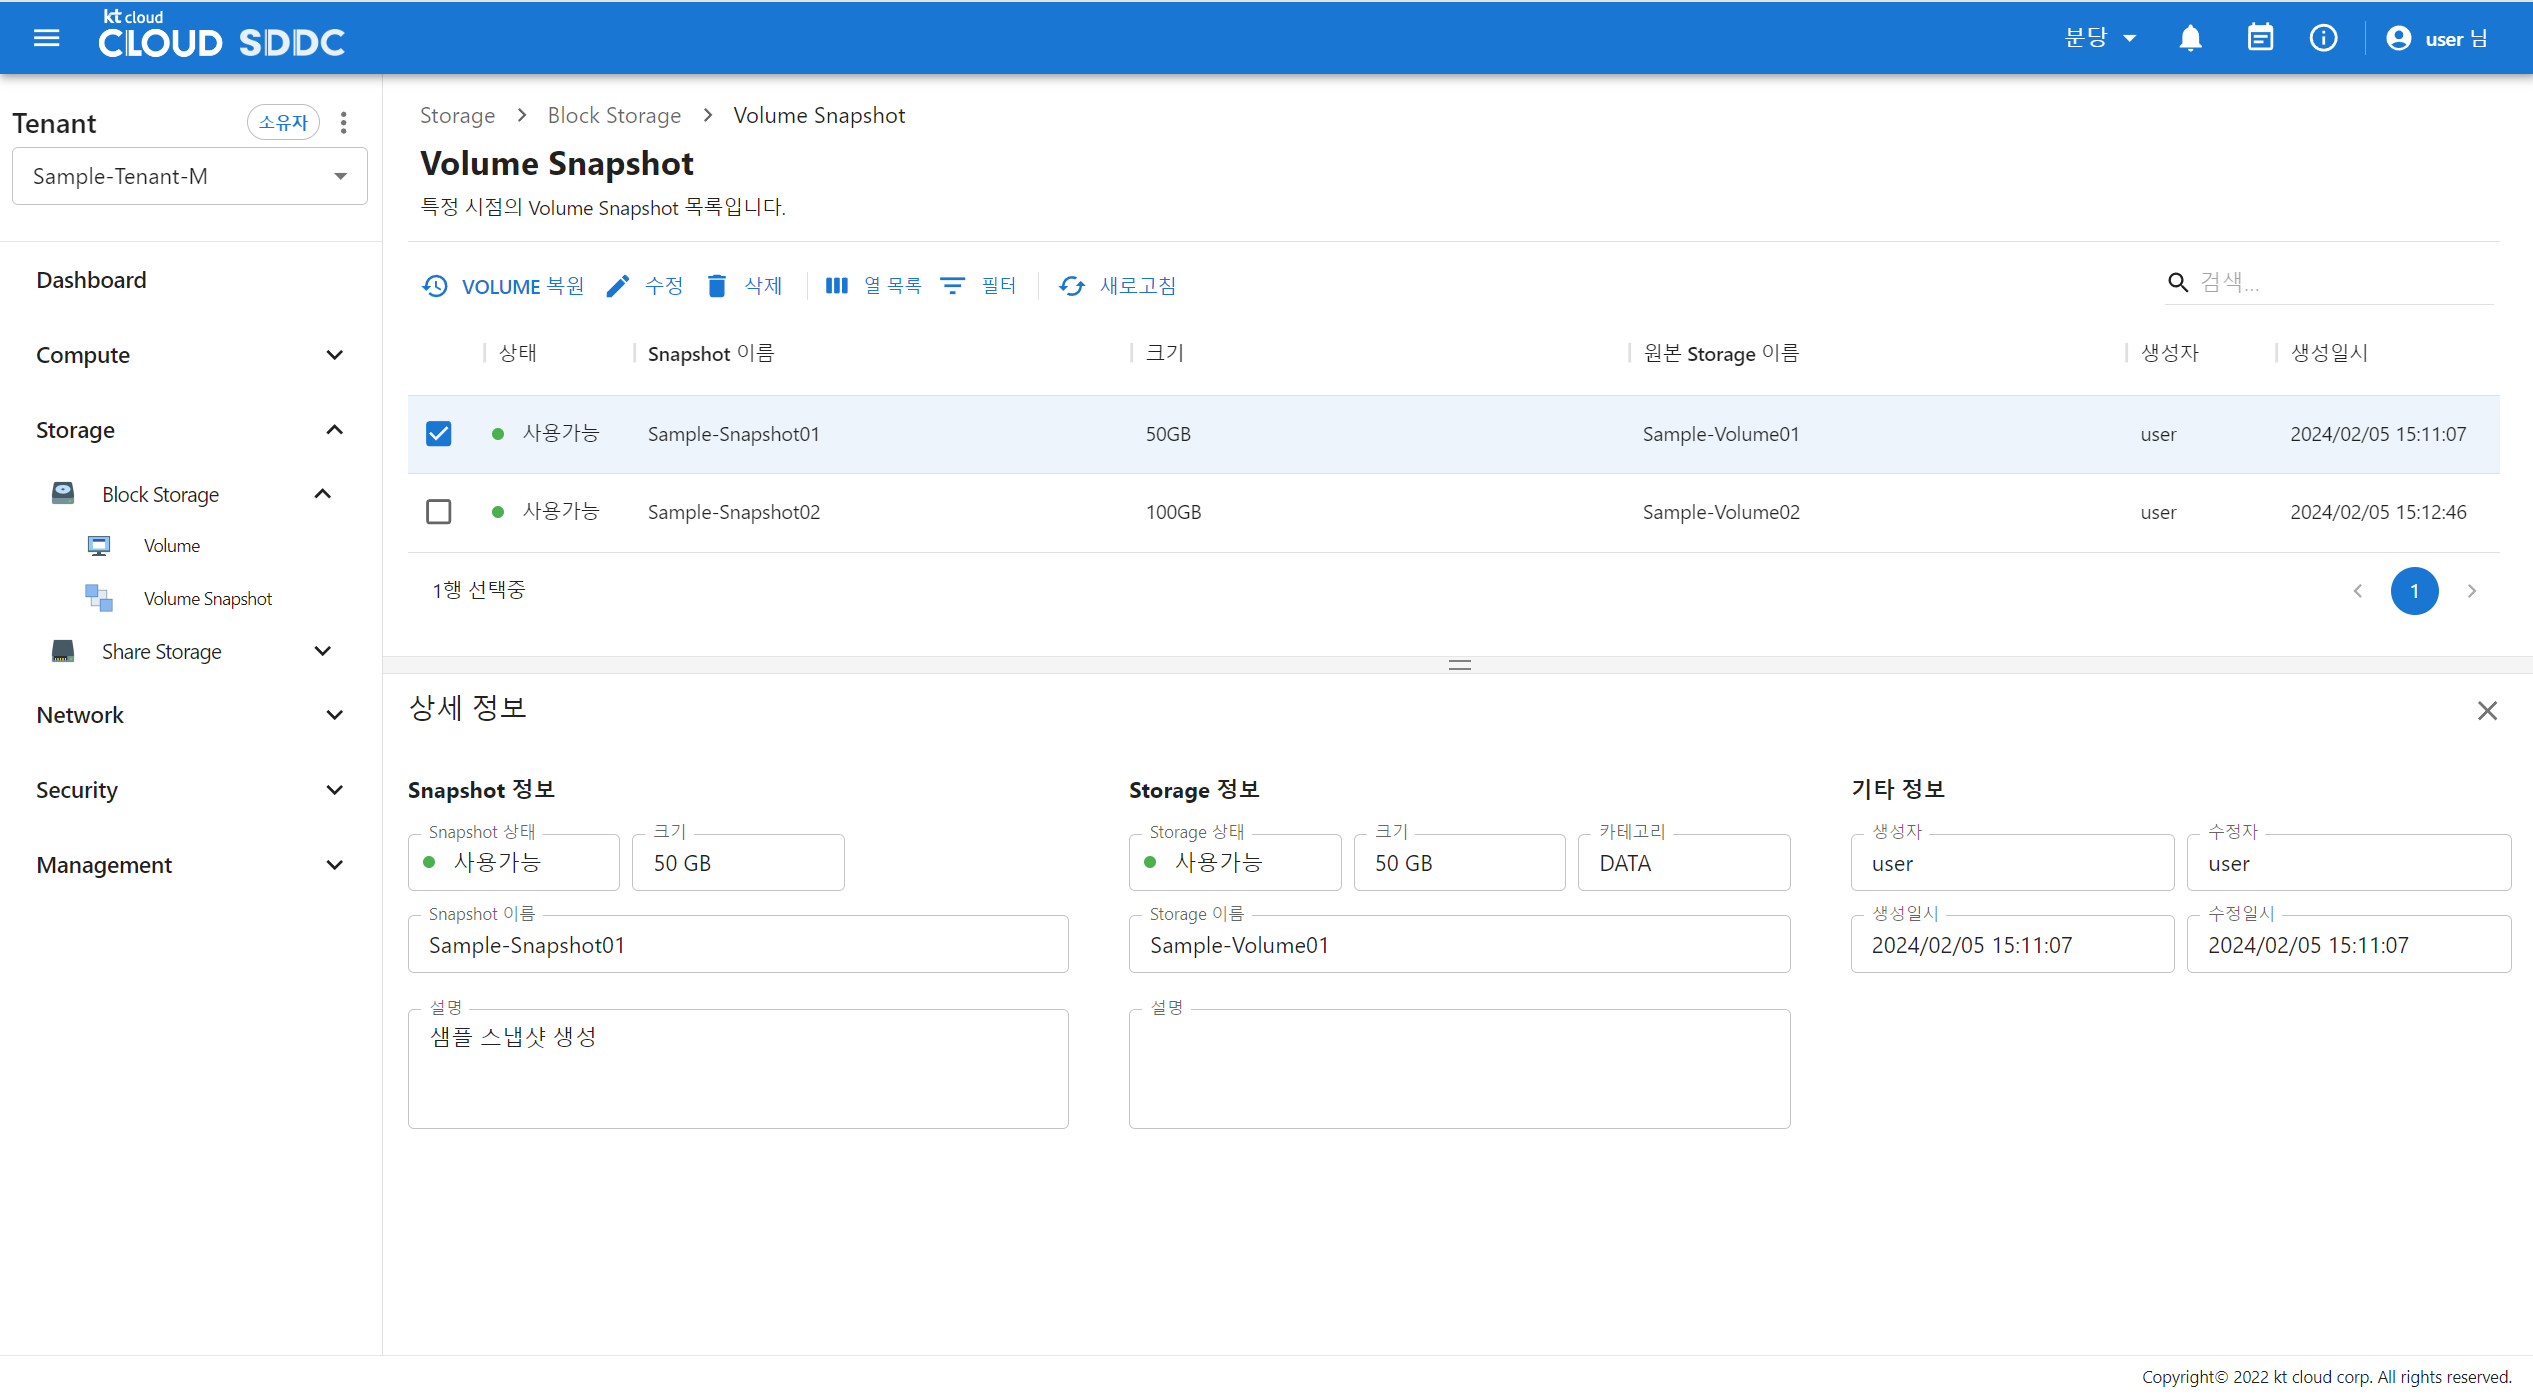 kt cloud
CLOUD SDDC
분당
user 님
Tenant
소유자
Sample-Tenant-M
Dashboard
Compute
Storage
Block Storage
Volume
Volume Snapshot
Share Storage
Network
Security
Management
Storage > Block Storage > Volume Snapshot
Volume Snapshot
특정 시점의 Volume Snapshot 목록입니다.
VOLUME 복원 수정 삭제 열 목록 필터 새로고침
검색...
상태 Snapshot 이름 크기 원본 Storage 이름 생성자 생성일시
사용가능 Sample-Snapshot01 50GB Sample-Volume01 user 2024/02/05 15:11:07
사용가능 Sample-Snapshot02 100GB Sample-Volume02 user 2024/02/05 15:12:46
1행 선택중
1
상세 정보
Snapshot 정보
Snapshot 상태 크기
사용가능 50 GB
Snapshot 이름
Sample-Snapshot01
설명
샘플 스냅샷 생성
Storage 정보
Storage 상태 크기 카테고리
사용가능 50 GB DATA
Storage 이름
Sample-Volume01
설명
기타 정보
생성자 수정자
user user
생성일시 수정일시
2024/02/05 15:11:07 2024/02/05 15:11:07
Copyright© 2022 kt cloud corp. All rights reserved.